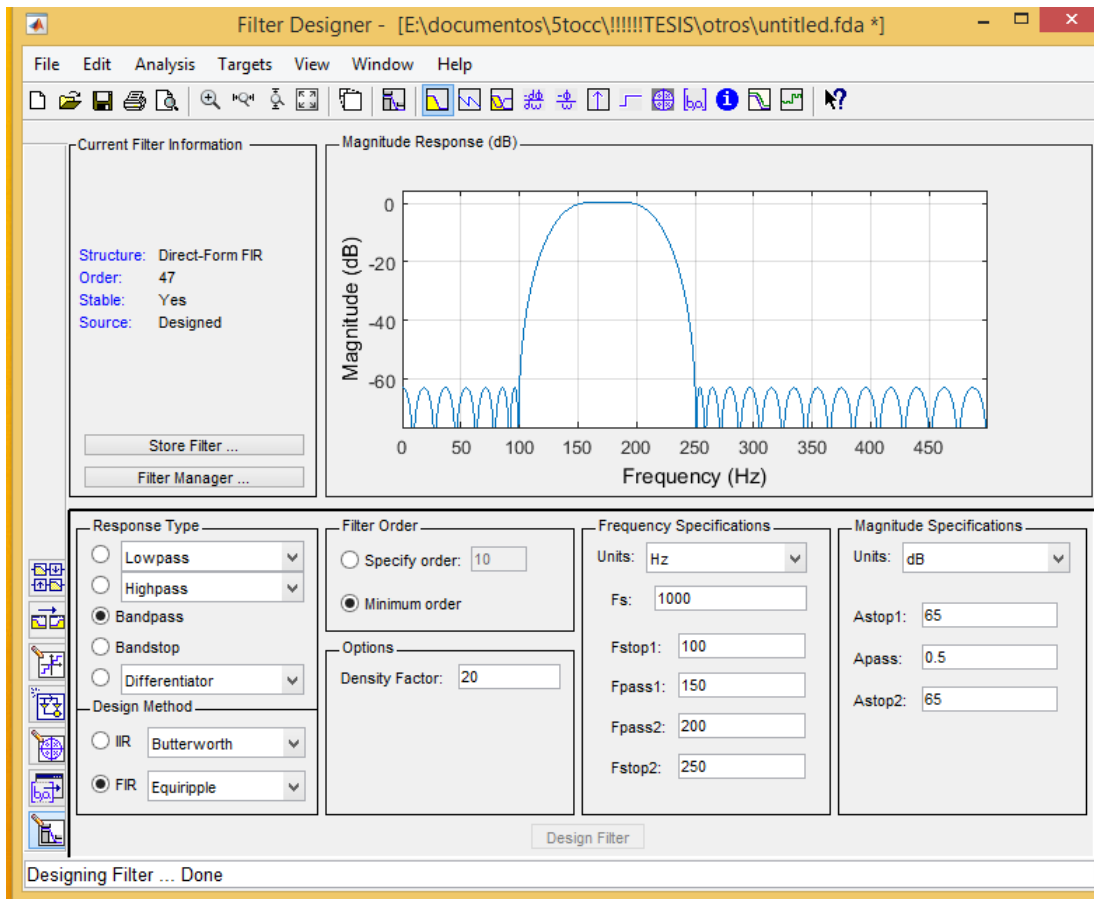 Filter Designer - [E:\documentos\5tocc\!!!!!!TESIS\otros\untitled.fda *]
File Edit Analysis Targets View Window Help
Current Filter Information
Structure: Direct-Form FIR
Order: 47
Stable: Yes
Source: Designed
Store Filter ...
Filter Manager ...
Magnitude Response (dB)
Magnitude (dB)
0
-20
-40
-60
0 50 100 150 200 250 300 350 400 450
Frequency (Hz)
Response Type
Lowpass
Highpass
Bandpass
Bandstop
Differentiator
Design Method
IIR Butterworth
FIR Equiripple
Filter Order
Specify order: 10
Minimum order
Options
Density Factor: 20
Frequency Specifications
Units: Hz
Fs: 1000
Fstop1: 100
Fpass1: 150
Fpass2: 200
Fstop2: 250
Magnitude Specifications
Units: dB
Astop1: 65
Apass: 0.5
Astop2: 65
Design Filter
Designing Filter ... Done